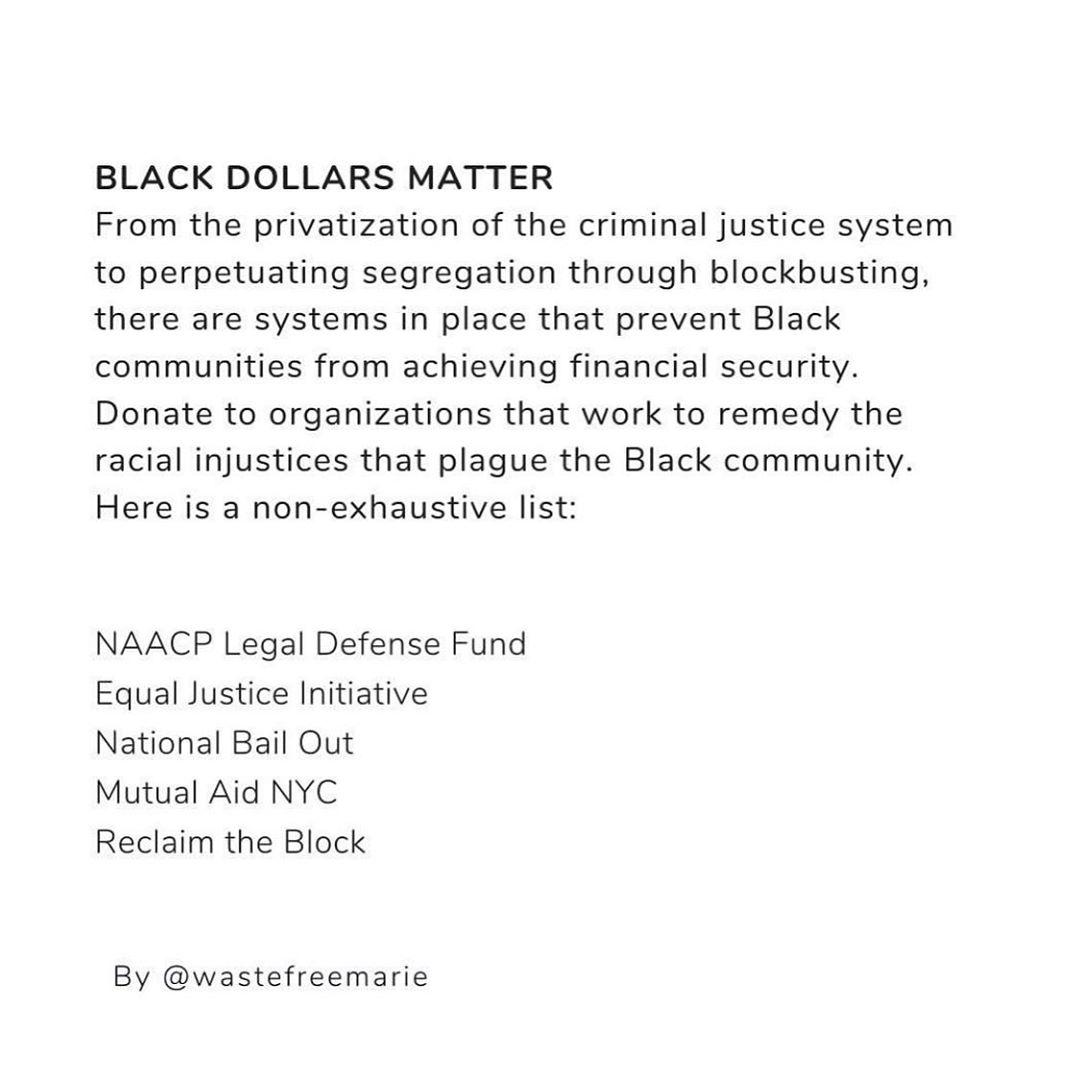 BLACK DOLLARS MATTER
From the privatization of the criminal justice system
to perpetuating segregation through blockbusting,
there are systems in place that prevent Black
communities from achieving financial security.
Donate to organizations that work to remedy the
racial injustices that plague the Black community.
Here is a non-exhaustive list:
NAACP Legal Defense Fund
Equal Justice Initiative
National Bail Out
Mutual Aid NYC
Reclaim the Block
By @wastefreemarie